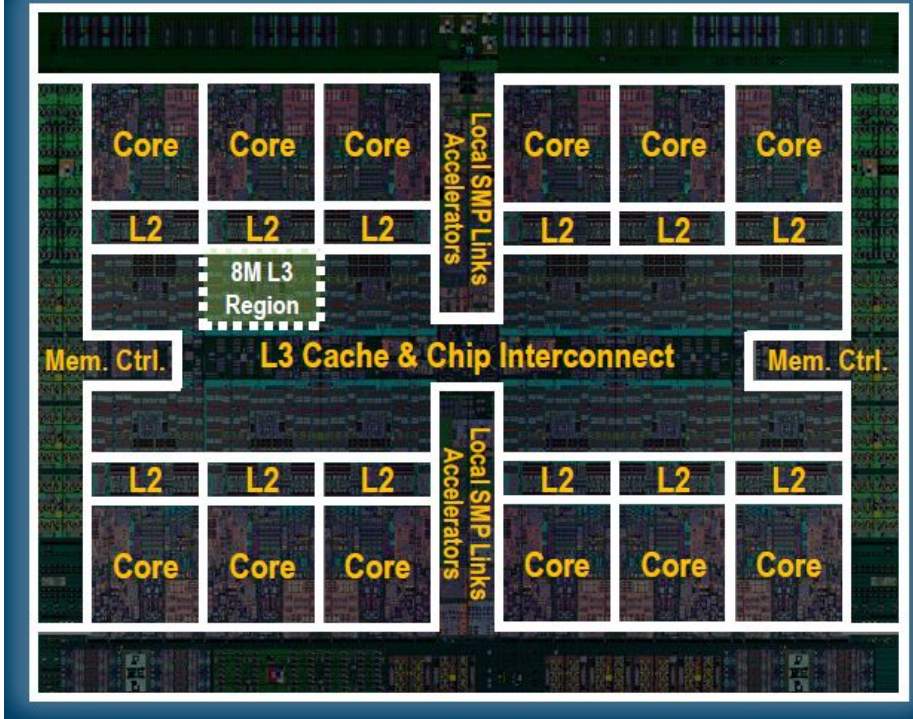 Core
Core
Core
Core
Core
Core
Local SMP Links
Accelerators
L2
L2
L2
L2
L2
L2
8M L3
Region
Mem. Ctrl.
L3 Cache & Chip Interconnect
Mem. Ctrl.
Local SMP Links
Accelerators
L2
L2
L2
L2
L2
L2
Core
Core
Core
Core
Core
Core